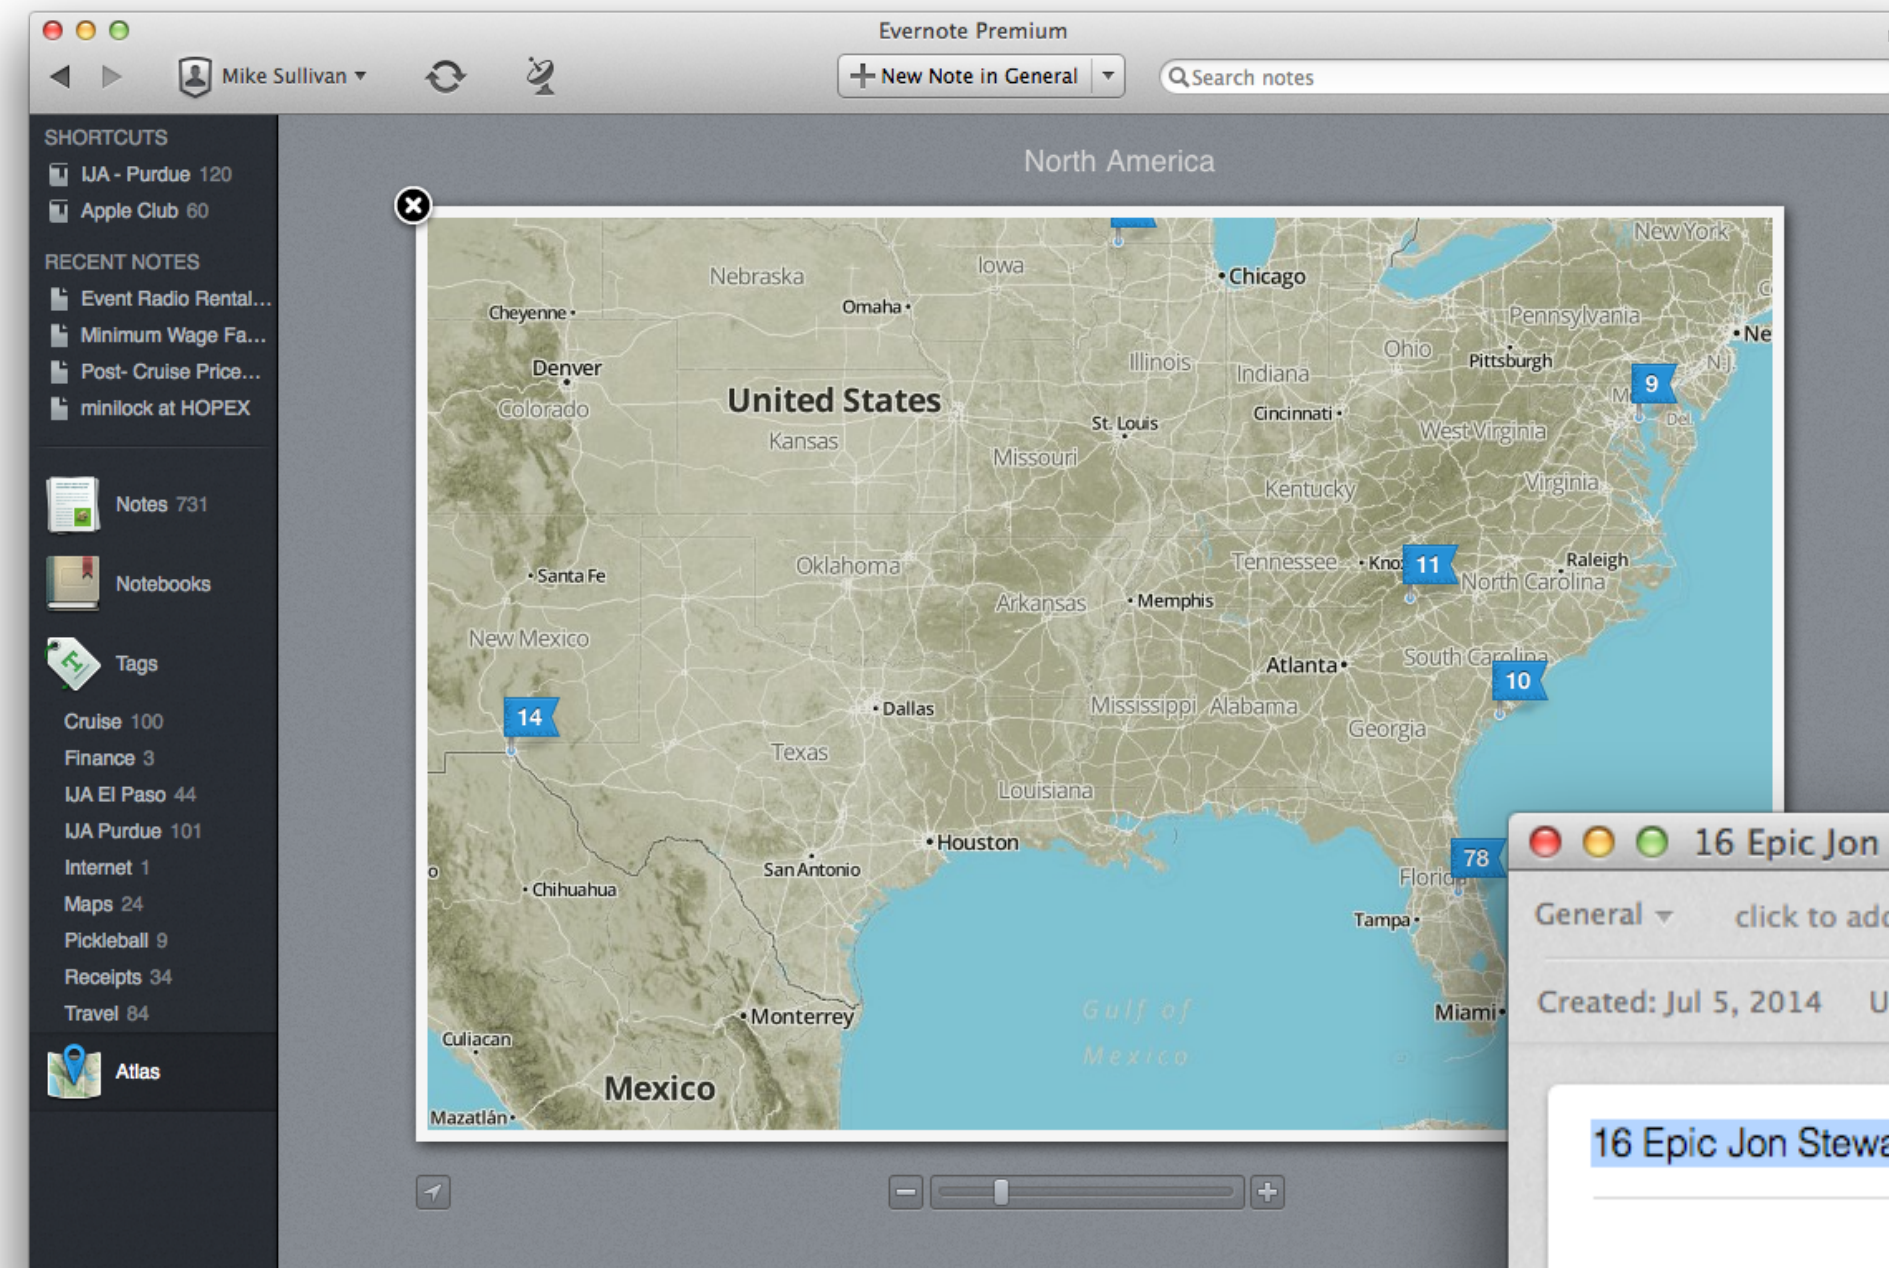 Evernote Premium
Mike Sullivan
New Note in General
Search notes
SHORTCUTS
IJA - Purdue 120
Apple Club 60
RECENT NOTES
Event Radio Rental...
Minimum Wage Fa...
Post- Cruise Price...
minilock at HOPEX
Notes 731
Notebooks
Tags
Cruise 100
Finance 3
IJA El Paso 44
IJA Purdue 101
Internet 1
Maps 24
Pickleball 9
Receipts 34
Travel 84
Atlas
North America
New York
Iowa
Nebraska
Chicago
Cheyenne
Omaha
Pennsylvania
Ne
Denver
Illinois
Indiana
Ohio
Pittsburgh
N.J.
9
Colorado
United States
Kansas
St. Louis
Cincinnati
West Virginia
Del.
Missouri
Kentucky
Virginia
Santa Fe
Oklahoma
Tennessee
Kno
11
Raleigh
North Carolina
Arkansas
Memphis
New Mexico
Atlanta
South Carolina
10
14
Dallas
Mississippi
Alabama
Georgia
Texas
Louisiana
Houston
San Antonio
78
Florid
Chihuahua
Tampa
Monterrey
Gulf of
Mexico
Miami
Culiacan
Mexico
Mazatlán
16 Epic Jon
General
click to add
Created: Jul 5, 2014
U
16 Epic Jon Stewa